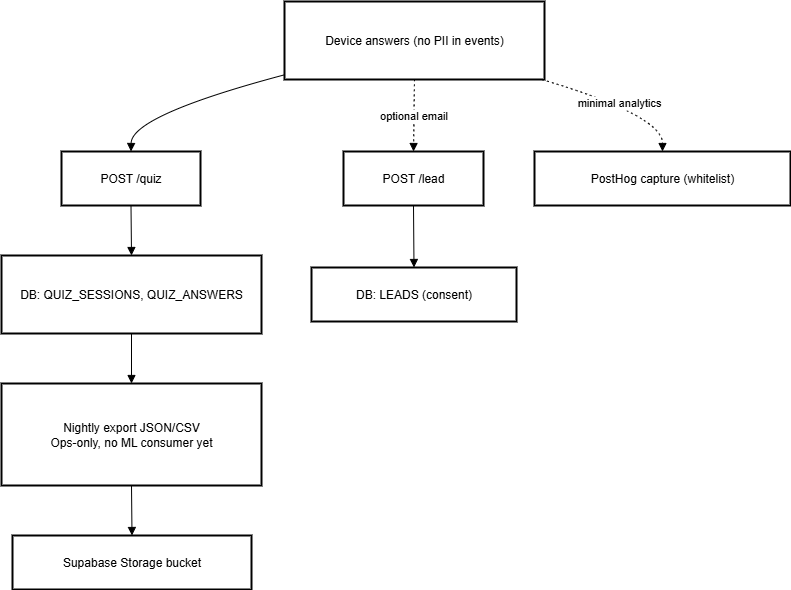 Device answers (no PII in events)
optional email
minimal analytics
POST /quiz
POST /lead
PostHog capture (whitelist)
DB: QUIZ_SESSIONS, QUIZ_ANSWERS
DB: LEADS (consent)
Nightly export JSON/CSV
Ops-only, no ML consumer yet
Supabase Storage bucket